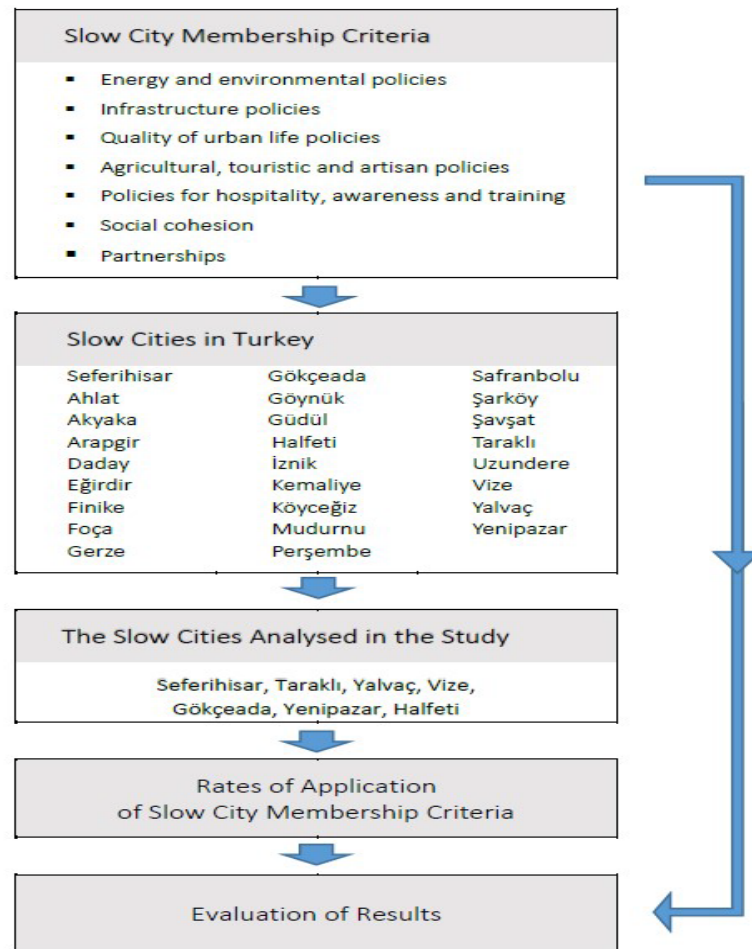 Slow City Membership Criteria
▪ Energy and environmental policies
▪ Infrastructure policies
▪ Quality of urban life policies
▪ Agricultural, touristic and artisan policies
▪ Policies for hospitality, awareness and training
▪ Social cohesion
▪ Partnerships
Slow Cities in Turkey
Seferihisar Gökçeada Safranbolu
Ahlat Göynük Şarköy
Akyaka Güdül Şavşat
Arapgir Halfeti Taraklı
Daday İznik Uzundere
Eğirdir Kemaliye Vize
Finike Köyceğiz Yalvaç
Foça Mudurnu Yenipazar
Gerze Perşembe
The Slow Cities Analysed in the Study
Seferihisar, Taraklı, Yalvaç, Vize,
Gökçeada, Yenipazar, Halfeti
Rates of Application
of Slow City Membership Criteria
Evaluation of Results